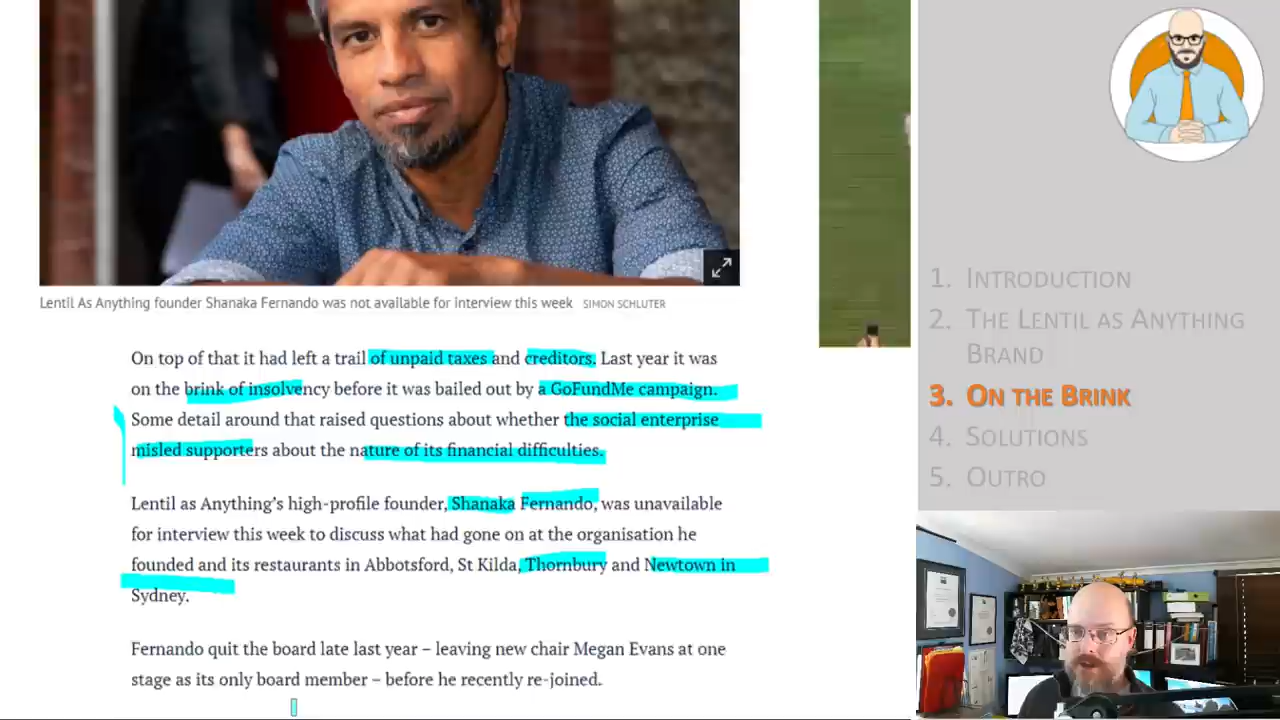 Lentil As Anything founder Shanaka Fernando was not available for interview this week SIMON SCHLUTER
On top of that it had left a trail of unpaid taxes and creditors. Last year it was
on the brink of insolvency before it was bailed out by a GoFundMe campaign.
Some detail around that raised questions about whether the social enterprise
misled supporters about the nature of its financial difficulties.
Lentil as Anything’s high-profile founder, Shanaka Fernando, was unavailable
for interview this week to discuss what had gone on at the organisation he
founded and its restaurants in Abbotsford, St Kilda, Thornbury and Newtown in
Sydney.
Fernando quit the board late last year – leaving new chair Megan Evans at one
stage as its only board member – before he recently re-joined.
1. INTRODUCTION
2. THE LENTIL AS ANYTHING
BRAND
3. ON THE BRINK
4. SOLUTIONS
5. OUTRO